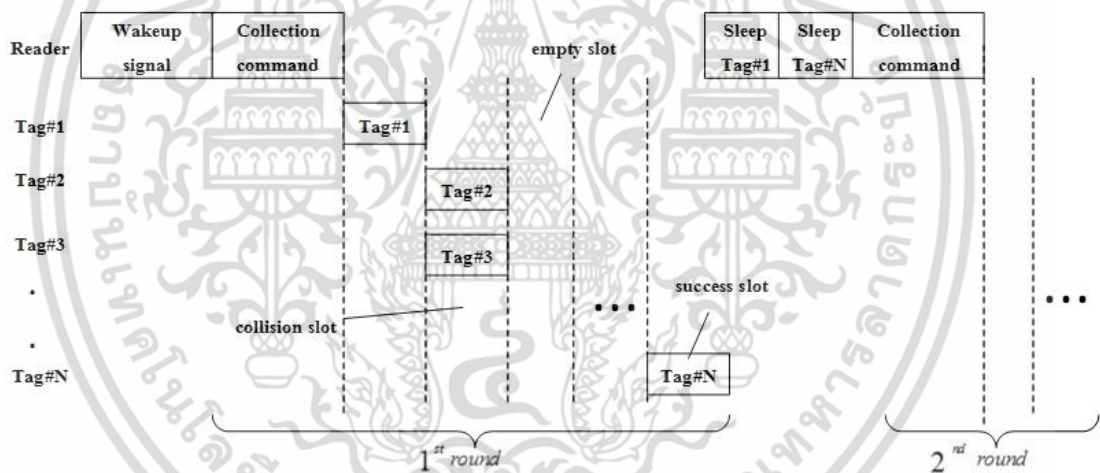 Reader
Wakeup signal
Collection command
empty slot
Sleep Tag#1
Sleep Tag#N
Collection command
Tag#1
Tag#1
Tag#2
Tag#2
Tag#3
Tag#3
. . .
success slot
. . .
collision slot
Tag#N
Tag#N
1st round
2nd round